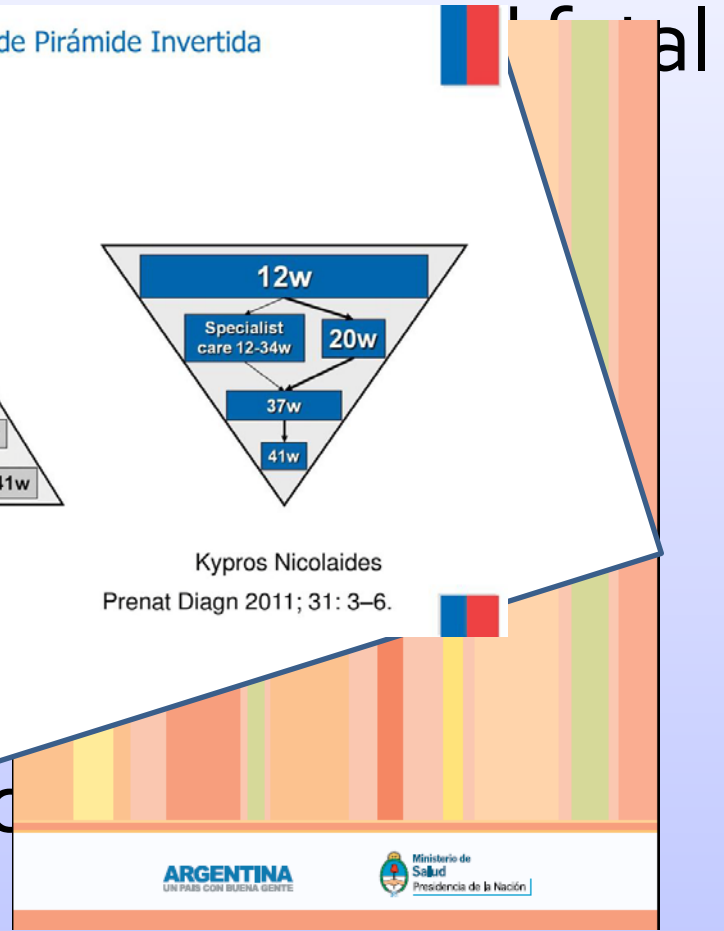 de Pirámide Invertida
al
12w
Specialist
care 12-34w
20w
37w
41w
41w
Kypros Nicolaides
Prenat Diagn 2011; 31: 3–6.
ARGENTINA
UN PAIS CON BUENA GENTE
Ministerio de
Salud
Presidencia de la Nación